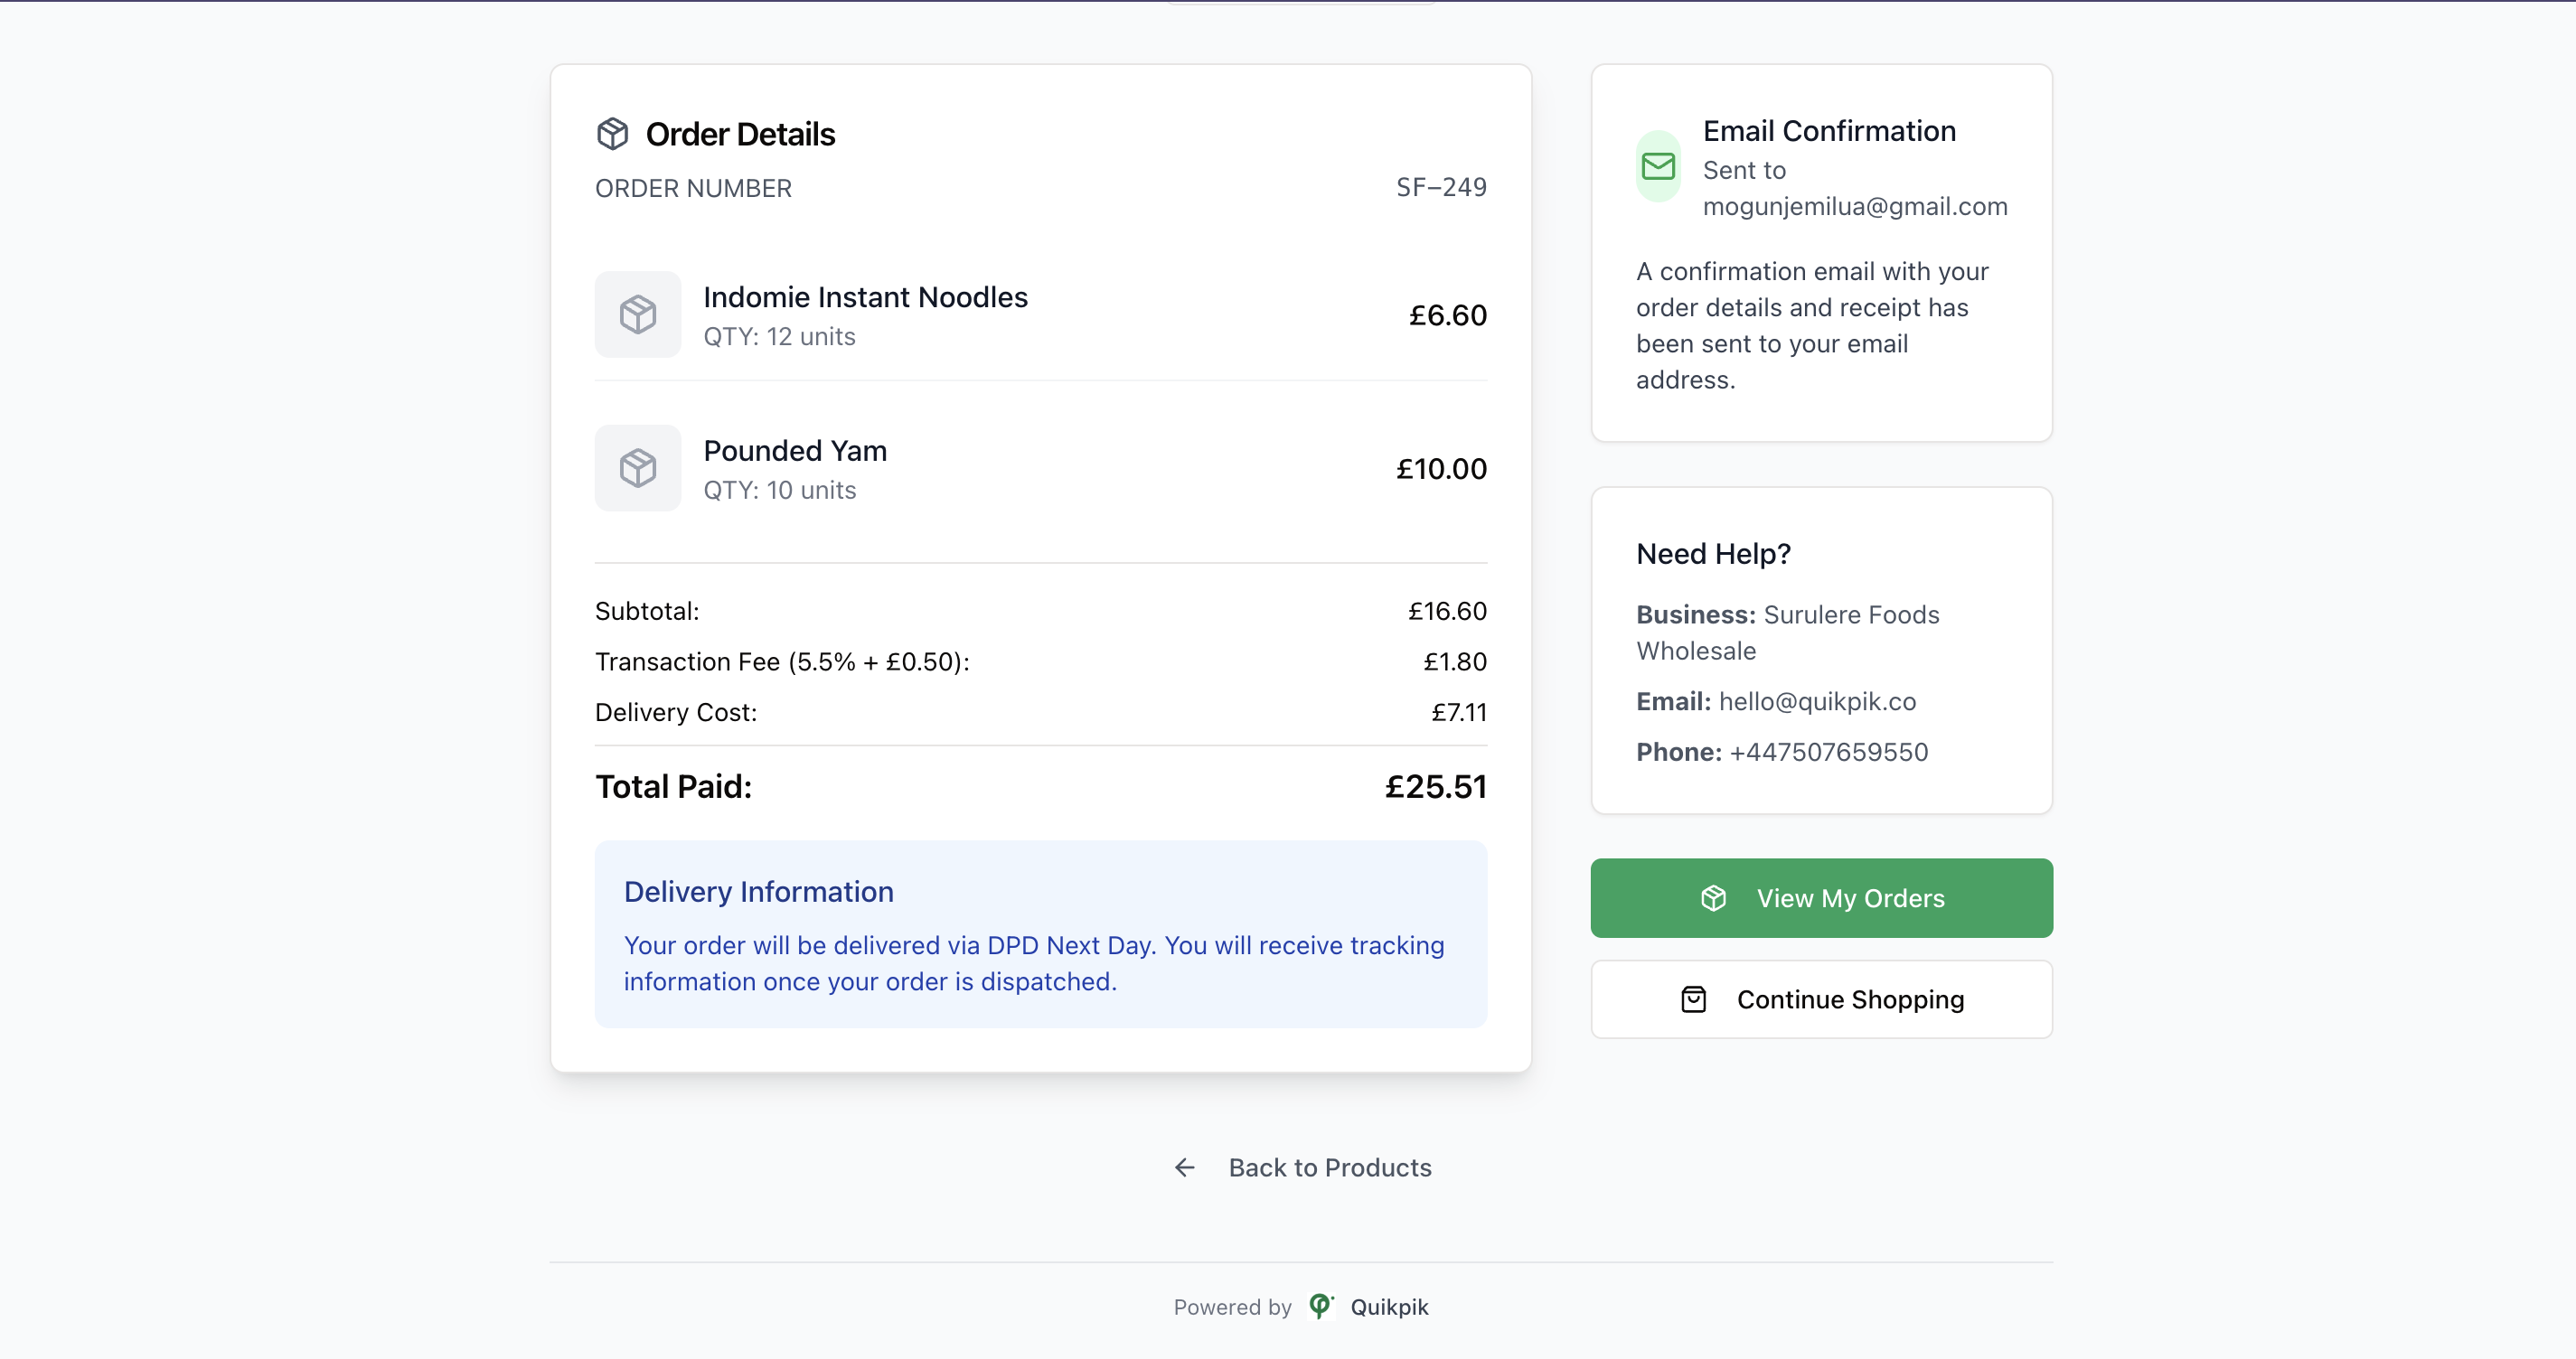 Order Details
ORDER NUMBER SF-249
Indomie Instant Noodles
QTY: 12 units
£6.60
Pounded Yam
QTY: 10 units
£10.00
Subtotal: £16.60
Transaction Fee (5.5% + £0.50): £1.80
Delivery Cost: £7.11
Total Paid: £25.51
Delivery Information
Your order will be delivered via DPD Next Day. You will receive tracking
information once your order is dispatched.
Email Confirmation
Sent to
mogunjemilua@gmail.com
A confirmation email with your
order details and receipt has
been sent to your email
address.
Need Help?
Business: Surulere Foods
Wholesale
Email: hello@quikpik.co
Phone: +447507659550
View My Orders
Continue Shopping
Back to Products
Powered by Quikpik